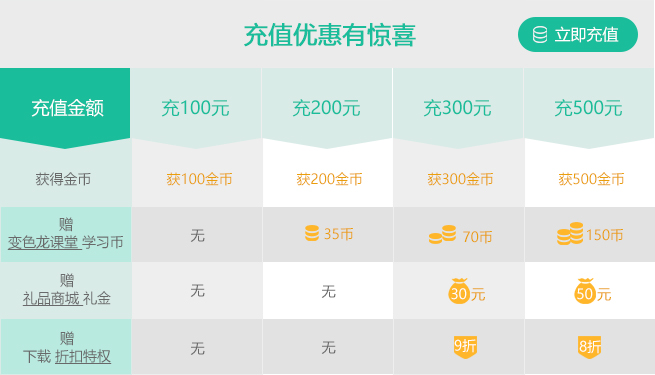 充值优惠有惊喜
立即充值
充值金额 充100元 充200元 充300元 充500元
获得金币 获100金币 获200金币 获300金币 获500金币
赠
变色龙课堂 学习币 无 35币 70币 150币
赠
礼品商城 礼金 无 无 30元 50元
赠
下载 折扣特权 无 无 9折 8折